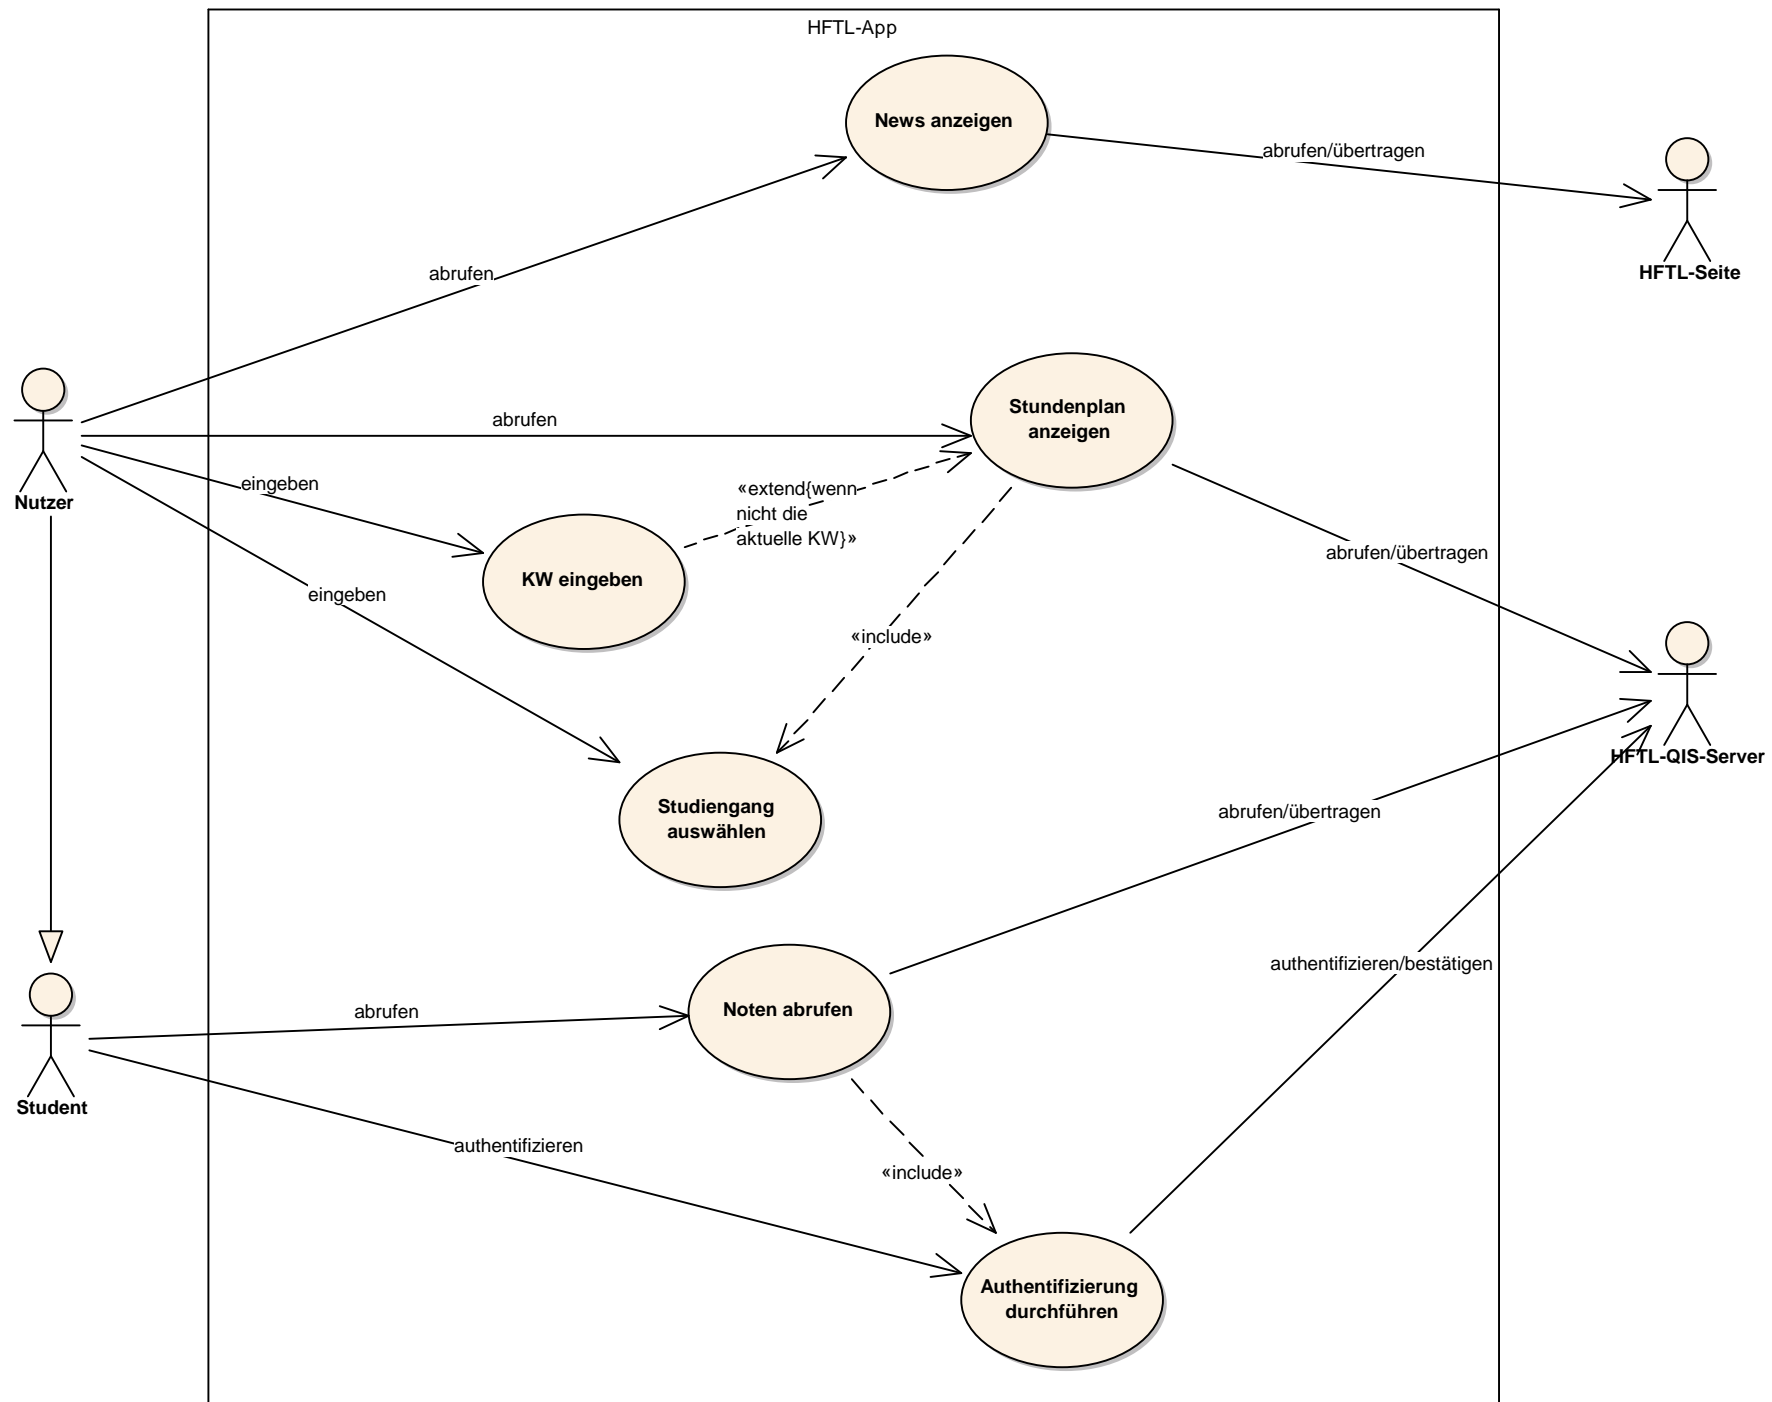 HFTL-App
News anzeigen
abrufen/übertragen
HFTL-Seite
abrufen
Stundenplan
anzeigen
abrufen
Nutzer
eingeben
«extend{wenn
nicht die
aktuelle KW}»
abrufen/übertragen
KW eingeben
eingeben
«include»
HFTL-QIS-Server
Studiengang
auswählen
abrufen/übertragen
authentifizieren/bestätigen
Noten abrufen
abrufen
Student
authentifizieren
«include»
Authentifizierung
durchführen